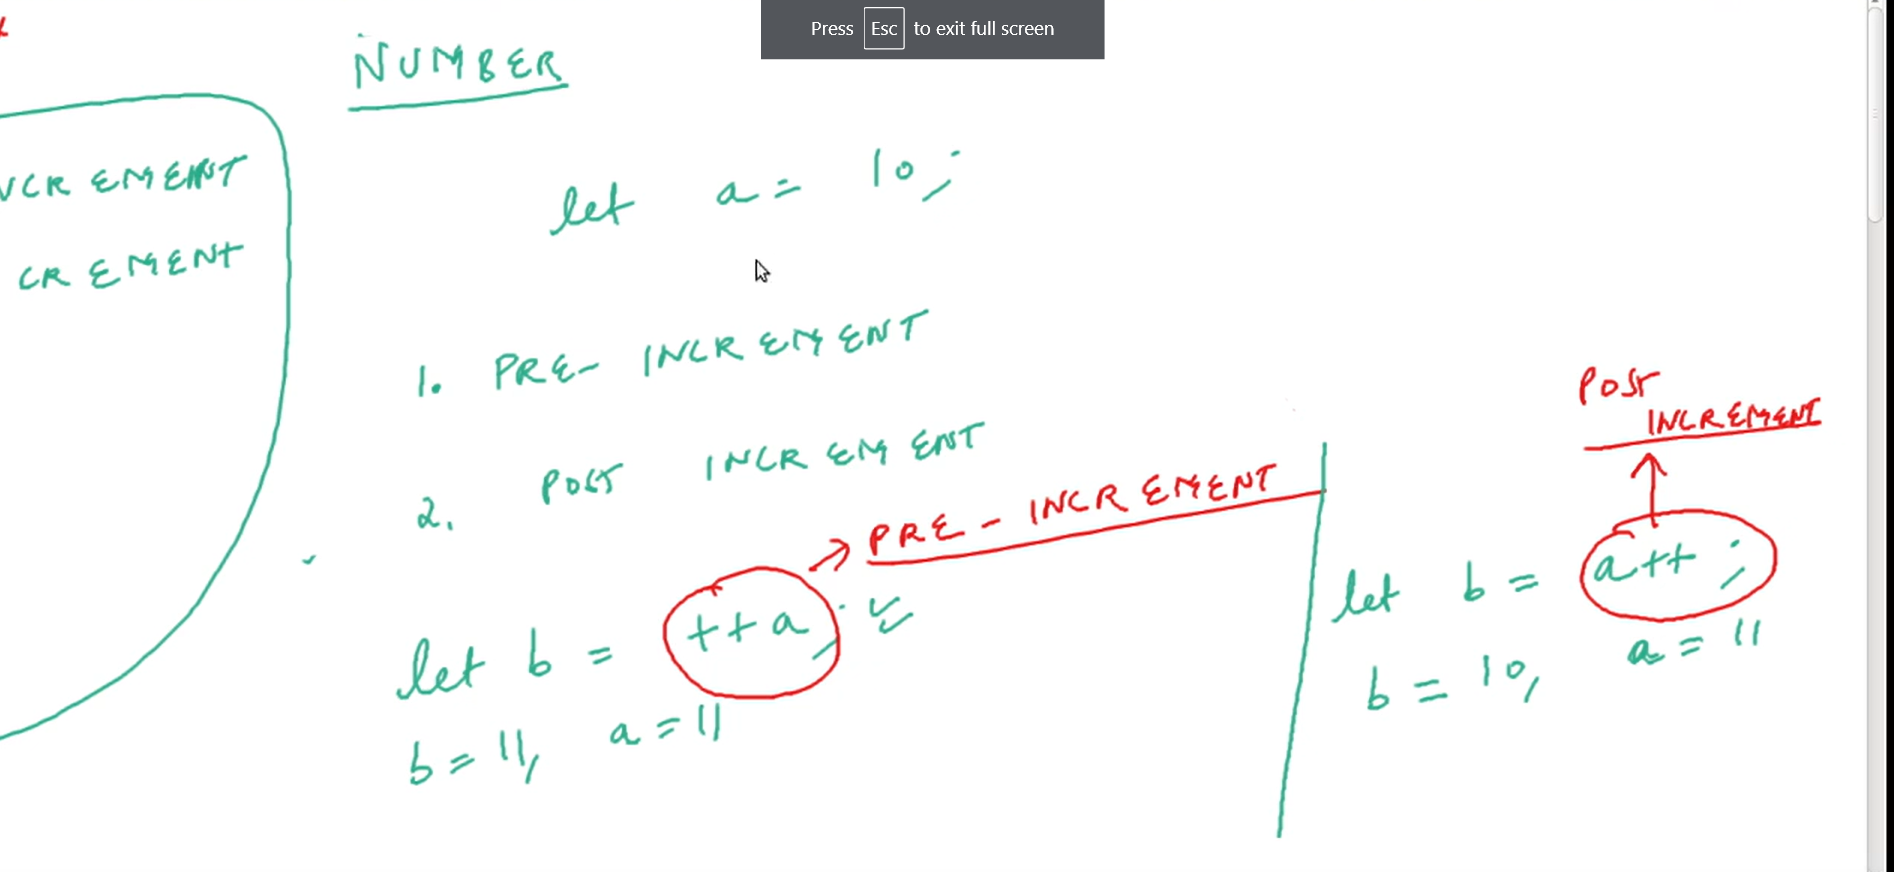 Press Esc to exit full screen
NUMBER
CREMENT
CREMENT
let a = 10;
1. PRE- INCREMENT
2. POST INCREMENT
PRE - INCREMENT
let b = ++a;
b = 11, a = 11
POST
INCREMENT
let b = a++;
b = 10, a = 11